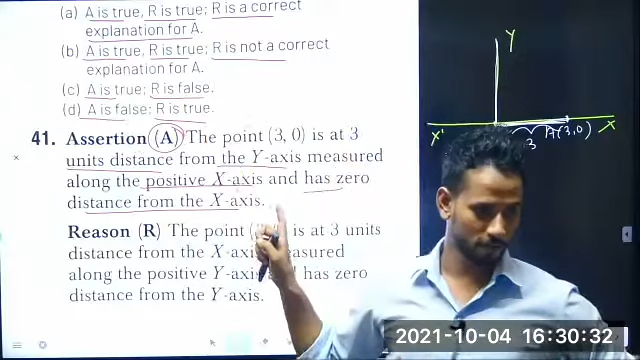 (a) A is true, R is true; R is a correct
explanation for A.
(b) A is true, R is true; R is not a correct
explanation for A.
(c) A is true; R is false.
(d) A is false; R is true.
41. Assertion (A) The point (3, 0) is at 3
units distance from the Y-axis measured
along the positive X-axis and has zero
distance from the X-axis.
Reason (R) The point is at 3 units
distance from the X-axis measured
along the positive Y-axis has zero
distance from the Y-axis.
Y
X'
3
A(3,0)
X
2021-10-04 16:30:32